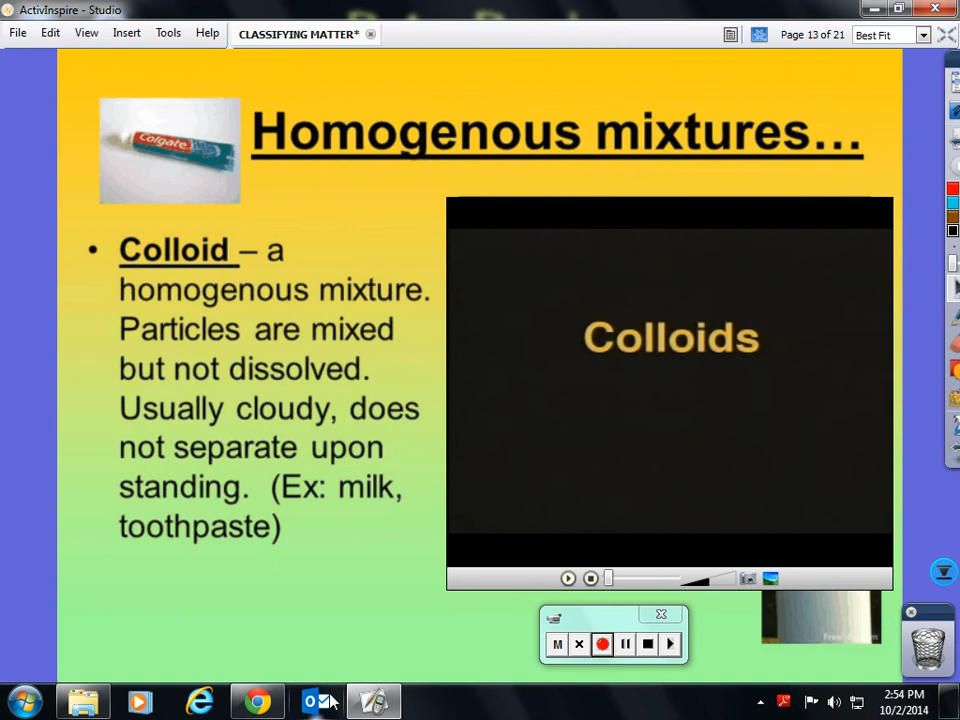 ActivInspire - Studio
File Edit View Insert Tools Help
CLASSIFYING MATTER*
Page 13 of 21
Best Fit
Colgate
Homogenous mixtures…
• Colloid – a
homogenous mixture.
Particles are mixed
but not dissolved.
Usually cloudy, does
not separate upon
standing. (Ex: milk,
toothpaste)
Colloids
M
2:54 PM
10/2/2014